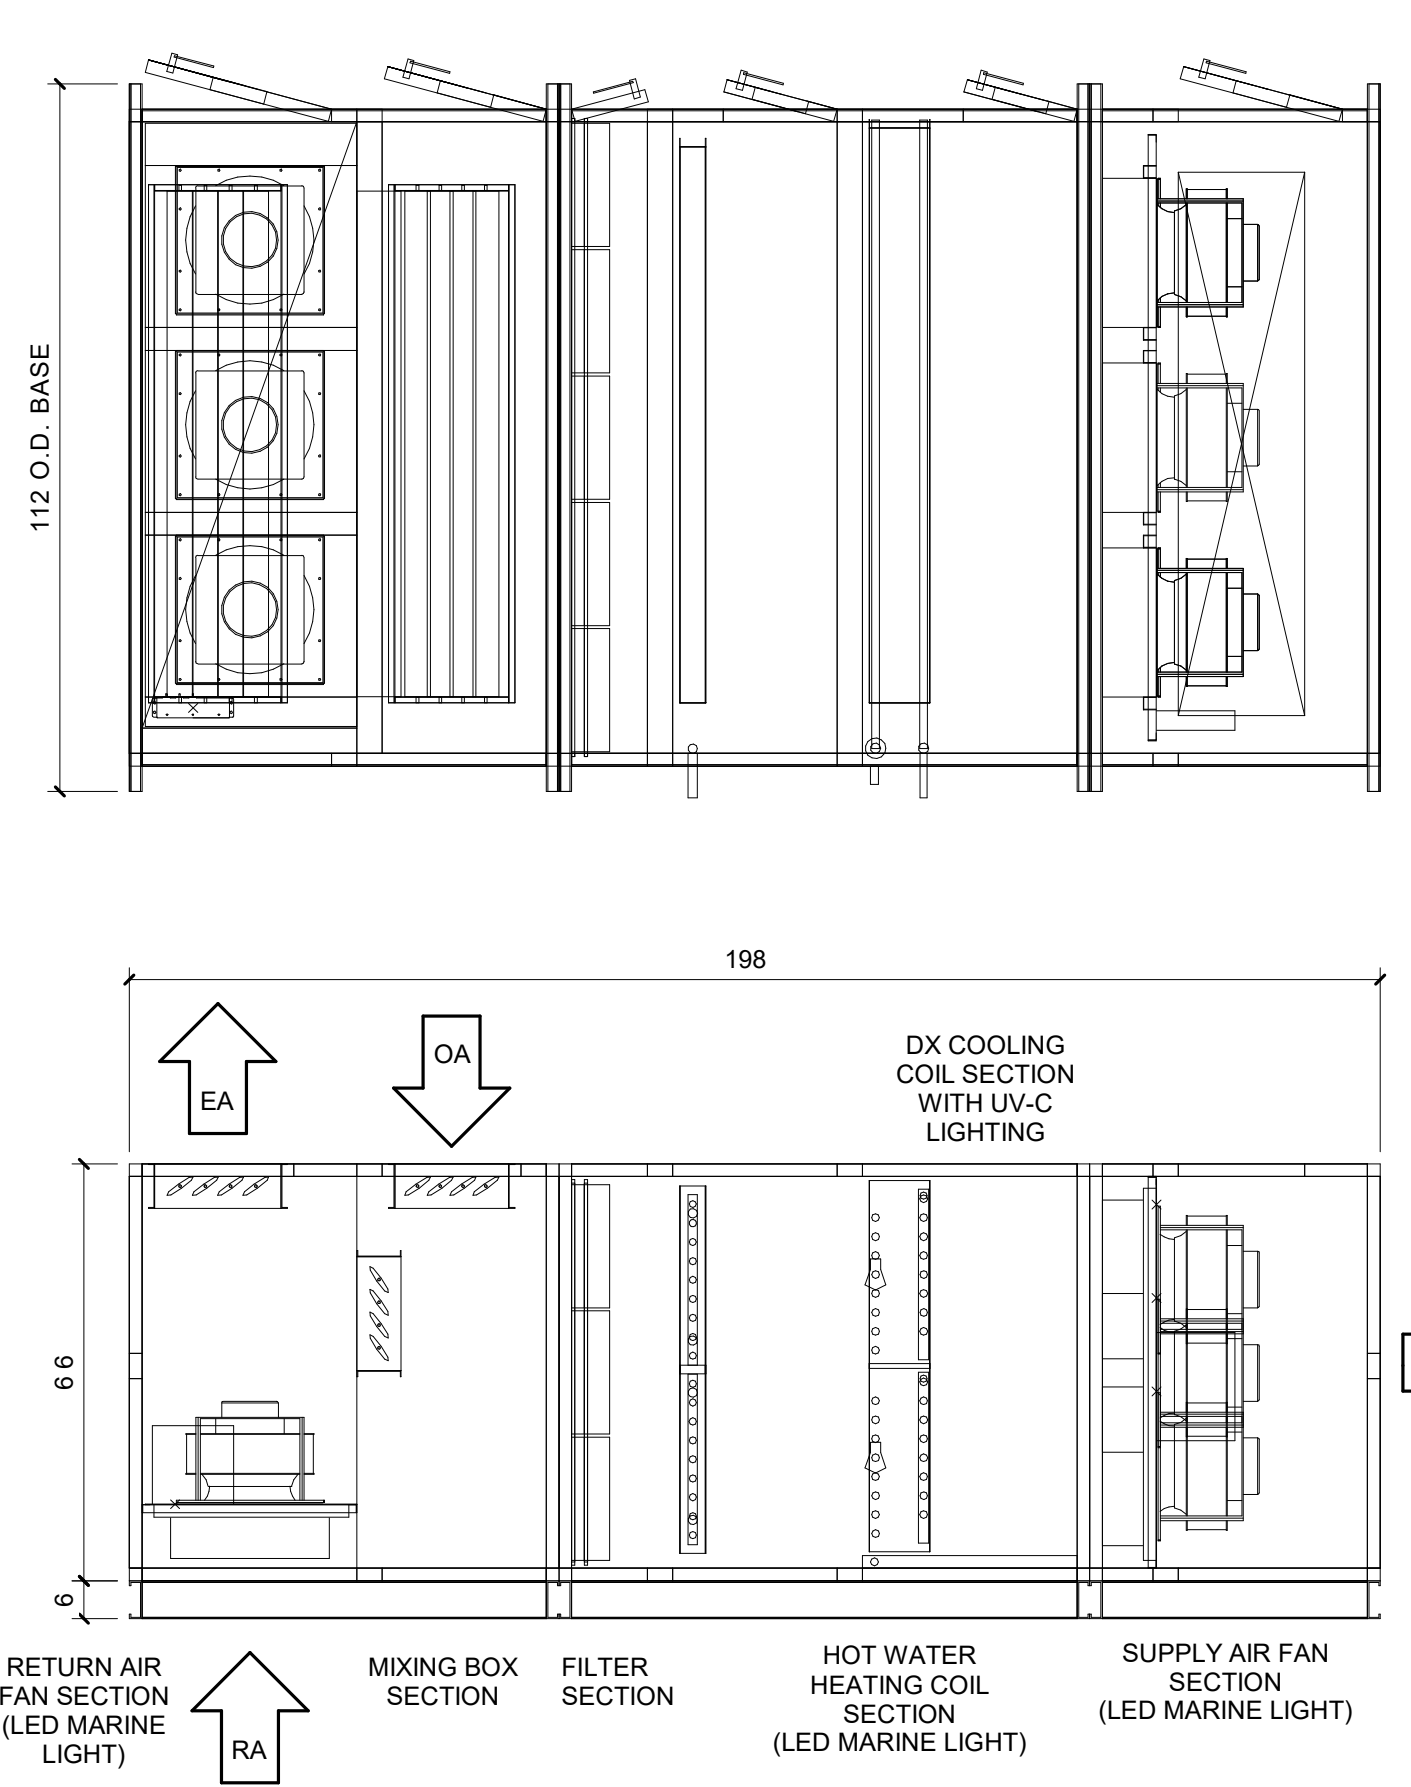 112 O.D. BASE
198
EA
OA
DX COOLING
COIL SECTION
WITH UV-C
LIGHTING
66
6
RETURN AIR
FAN SECTION
(LED MARINE
LIGHT)
RA
MIXING BOX
SECTION
FILTER
SECTION
HOT WATER
HEATING COIL
SECTION
(LED MARINE LIGHT)
SUPPLY AIR FAN
SECTION
(LED MARINE LIGHT)